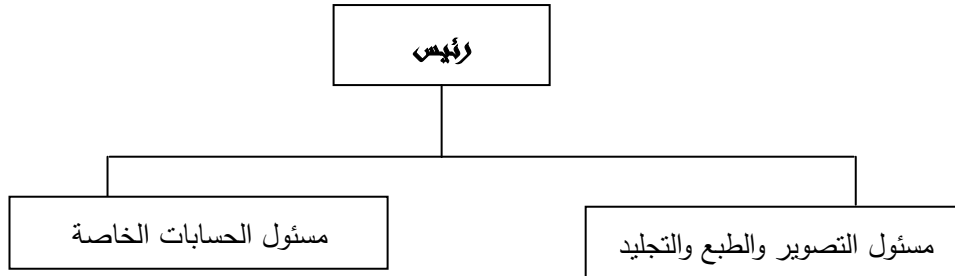 رئيس
مسئول التصوير والطبع والتجليد
مسئول الحسابات الخاصة